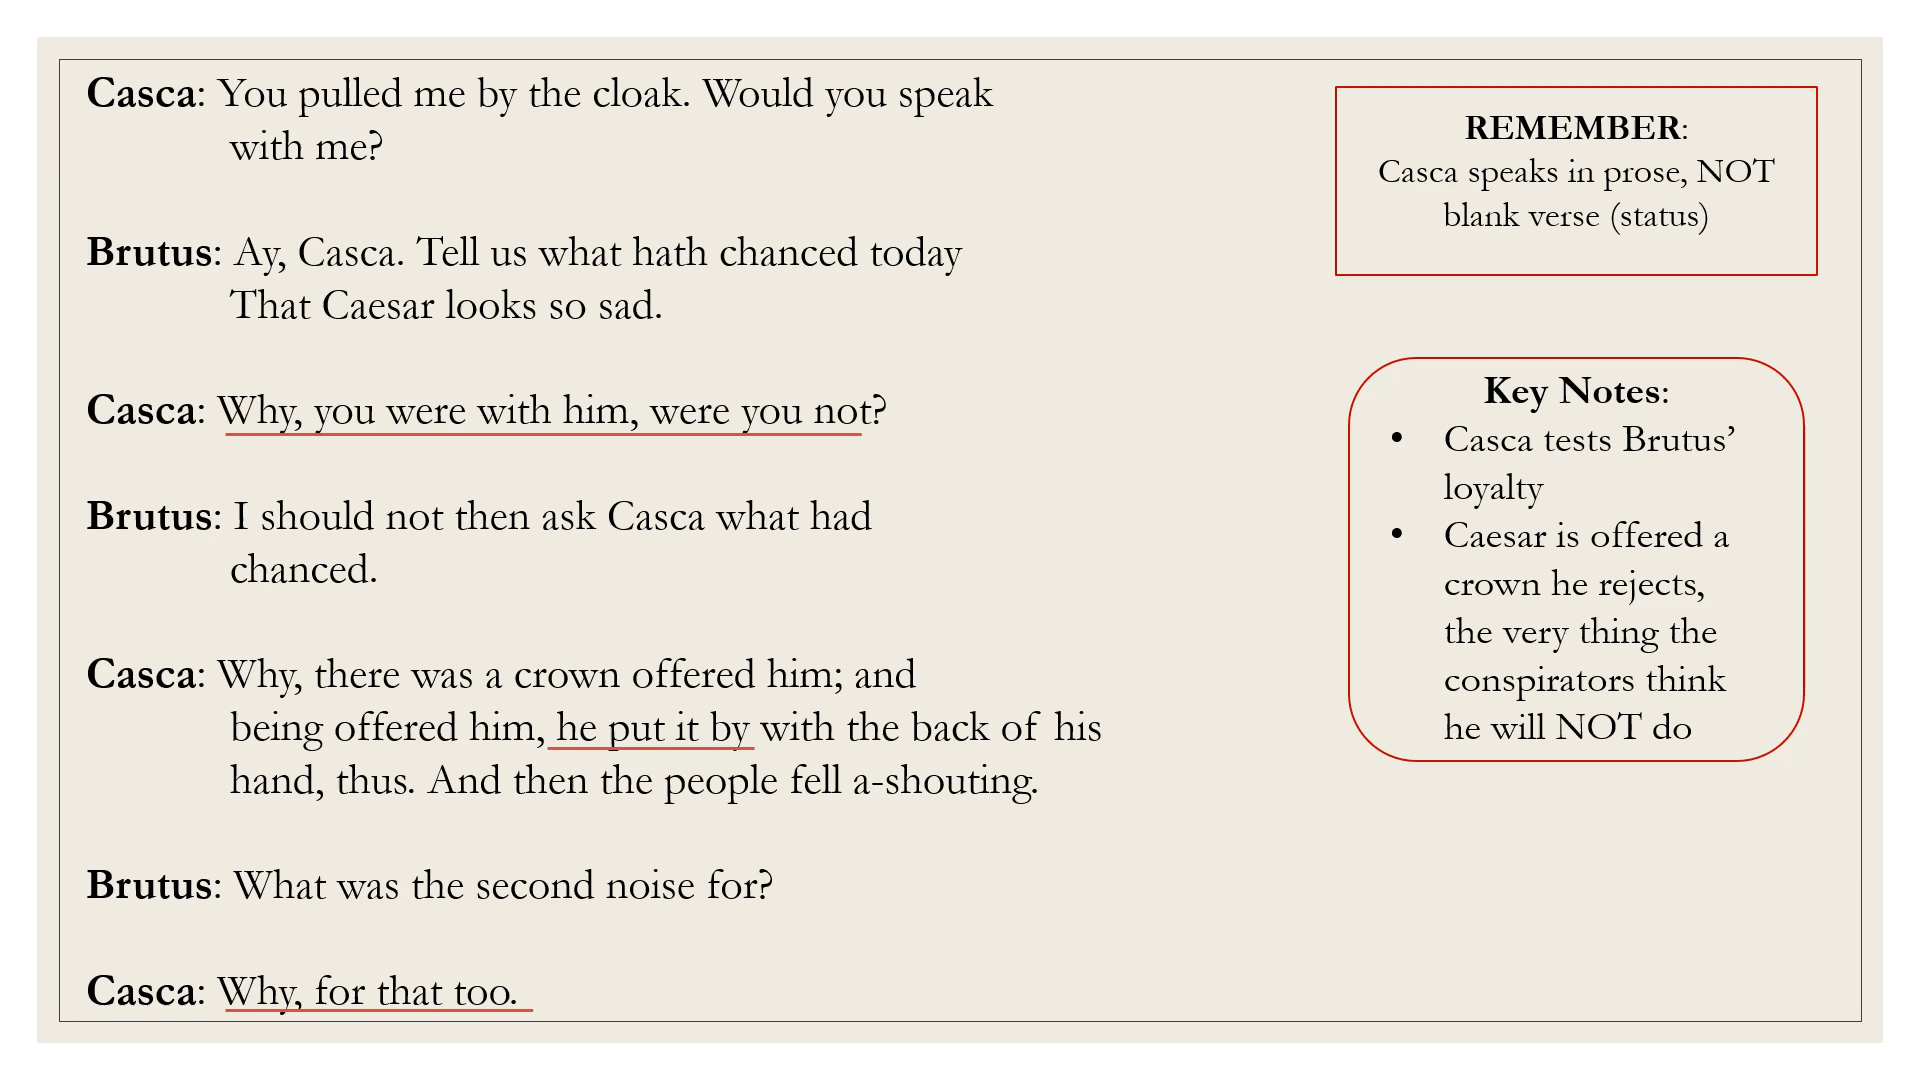 Casca: You pulled me by the cloak. Would you speak
with me?
Brutus: Ay, Casca. Tell us what hath chanced today
That Caesar looks so sad.
Casca: Why, you were with him, were you not?
Brutus: I should not then ask Casca what had
chanced.
Casca: Why, there was a crown offered him; and
being offered him, he put it by with the back of his
hand, thus. And then the people fell a-shouting.
Brutus: What was the second noise for?
Casca: Why, for that too.
REMEMBER:
Casca speaks in prose, NOT
blank verse (status)
Key Notes:
• Casca tests Brutus’
loyalty
• Caesar is offered a
crown he rejects,
the very thing the
conspirators think
he will NOT do